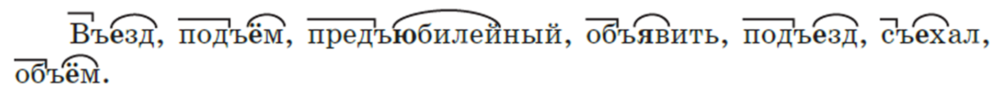 Въезд, подъём, предъюбилейный, объявить, подъезд, съехал,
объём.